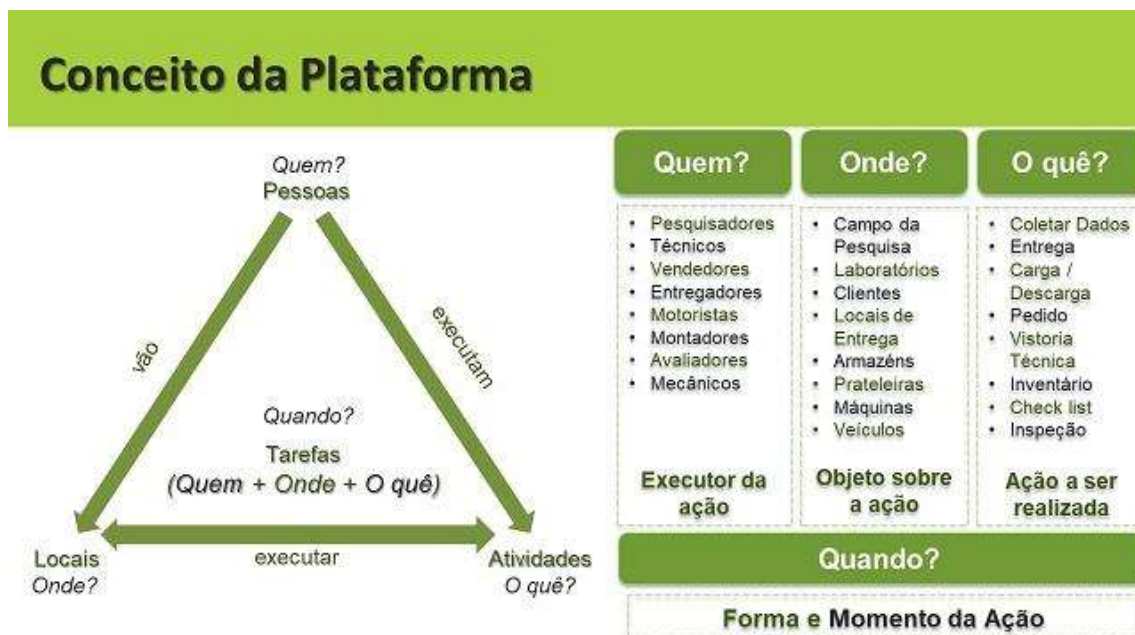 Conceito da Plataforma
Quem?
Pessoas
vão
executam
Quando?
Tarefas
(Quem + Onde + O quê)
Locais
Onde?
executar
Atividades
O quê?
Quem?
• Pesquisadores
• Técnicos
• Vendedores
• Entregadores
• Motoristas
• Montadores
• Avaliadores
• Mecânicos
Executor da
ação
Onde?
• Campo da
Pesquisa
• Laboratórios
• Clientes
• Locais de
Entrega
• Armazéns
• Prateleiras
• Máquinas
• Veículos
Objeto sobre
a ação
O quê?
• Coletar Dados
• Entrega
• Carga /
Descarga
• Pedido
• Vistoria
Técnica
• Inventário
• Check list
• Inspeção
Ação a ser
realizada
Quando?
Forma e Momento da Ação